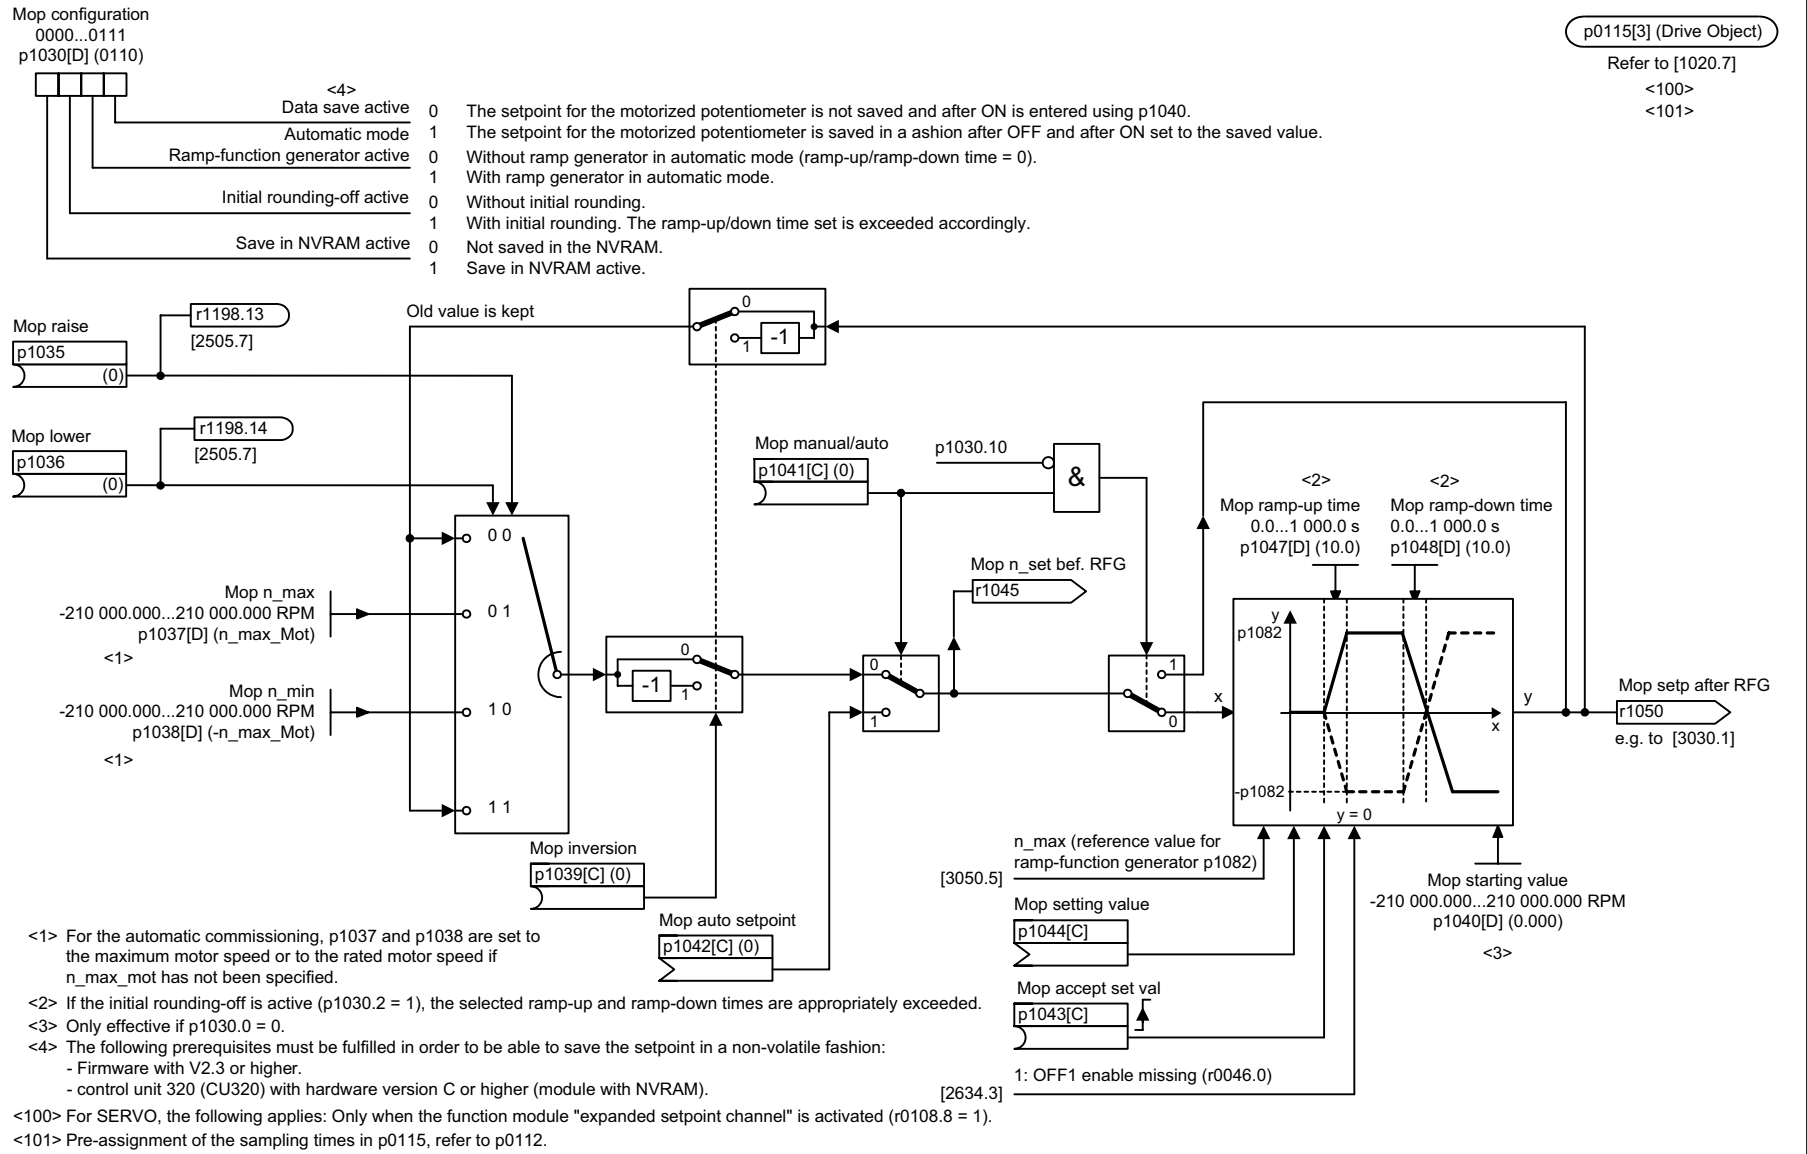 Mop configuration
0000...0111
p1030[D] (0110)
p0115[3] (Drive Object)
Refer to [1020.7]
<100>
<101>
<4>
Data save active 0 The setpoint for the motorized potentiometer is not saved and after ON is entered using p1040.
Automatic mode 1 The setpoint for the motorized potentiometer is saved in a ashion after OFF and after ON set to the saved value.
Ramp-function generator active 0 Without ramp generator in automatic mode (ramp-up/ramp-down time = 0).
1 With ramp generator in automatic mode.
Initial rounding-off active 0 Without initial rounding.
1 With initial rounding. The ramp-up/down time set is exceeded accordingly.
Save in NVRAM active 0 Not saved in the NVRAM.
1 Save in NVRAM active.
Mop raise
p1035
(0)
r1198.13
[2505.7]
Old value is kept
0
1
-1
Mop lower
p1036
(0)
r1198.14
[2505.7]
Mop manual/auto
p1041[C] (0)
p1030.10
&
<2>
Mop ramp-up time
0.0...1 000.0 s
p1047[D] (10.0)
<2>
Mop ramp-down time
0.0...1 000.0 s
p1048[D] (10.0)
0 0
0 1
1 0
1 1
Mop n_max
-210 000.000...210 000.000 RPM
p1037[D] (n_max_Mot)
<1>
Mop n_min
-210 000.000...210 000.000 RPM
p1038[D] (-n_max_Mot)
<1>
0
-1
1
Mop n_set bef. RFG
r1045
0
1
1
0
x
y
p1082
x
-p1082
y = 0
y
Mop setp after RFG
r1050
e.g. to [3030.1]
Mop inversion
p1039[C] (0)
Mop auto setpoint
p1042[C] (0)
n_max (reference value for
ramp-function generator p1082)
[3050.5]
Mop setting value
p1044[C]
Mop accept set val
p1043[C]
1: OFF1 enable missing (r0046.0)
[2634.3]
Mop starting value
-210 000.000...210 000.000 RPM
p1040[D] (0.000)
<3>
<1> For the automatic commissioning, p1037 and p1038 are set to
the maximum motor speed or to the rated motor speed if
n_max_mot has not been specified.
<2> If the initial rounding-off is active (p1030.2 = 1), the selected ramp-up and ramp-down times are appropriately exceeded.
<3> Only effective if p1030.0 = 0.
<4> The following prerequisites must be fulfilled in order to be able to save the setpoint in a non-volatile fashion:
- Firmware with V2.3 or higher.
- control unit 320 (CU320) with hardware version C or higher (module with NVRAM).
<100> For SERVO, the following applies: Only when the function module "expanded setpoint channel" is activated (r0108.8 = 1).
<101> Pre-assignment of the sampling times in p0115, refer to p0112.